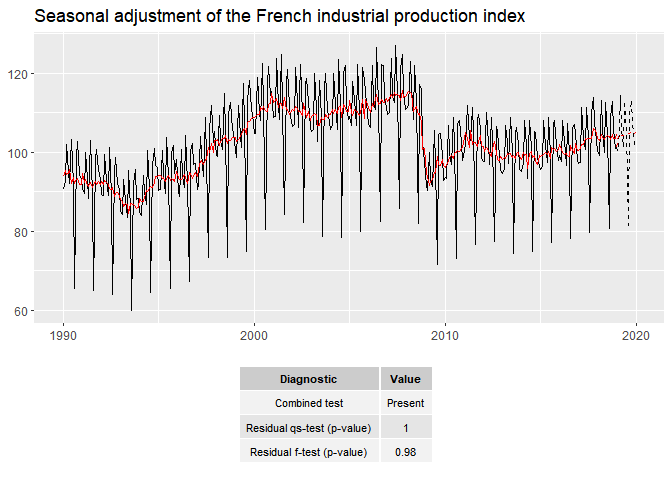 Seasonal adjustment of the French industrial production index
120
100
80
60
1990
2000
2010
2020
Diagnostic Value
Combined test Present
Residual qs-test (p-value) 1
Residual f-test (p-value) 0.98